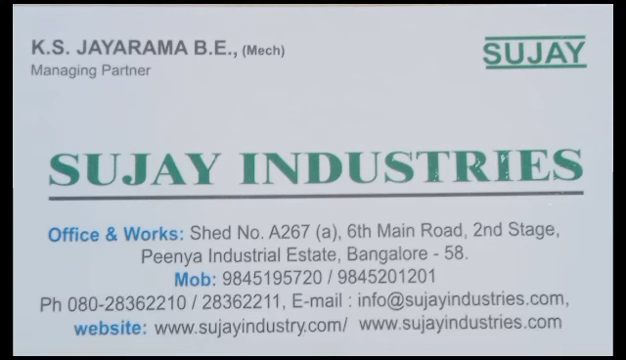 K.S. JAYARAMA B.E., (Mech)
Managing Partner
SUJAY
SUJAY INDUSTRIES
Office & Works: Shed No. A267 (a), 6th Main Road, 2nd Stage,
Peenya Industrial Estate, Bangalore - 58.
Mob: 9845195720 / 9845201201
Ph 080-28362210 / 28362211, E-mail : info@sujayindustries.com,
website: www.sujayindustry.com/ www.sujayindustries.com